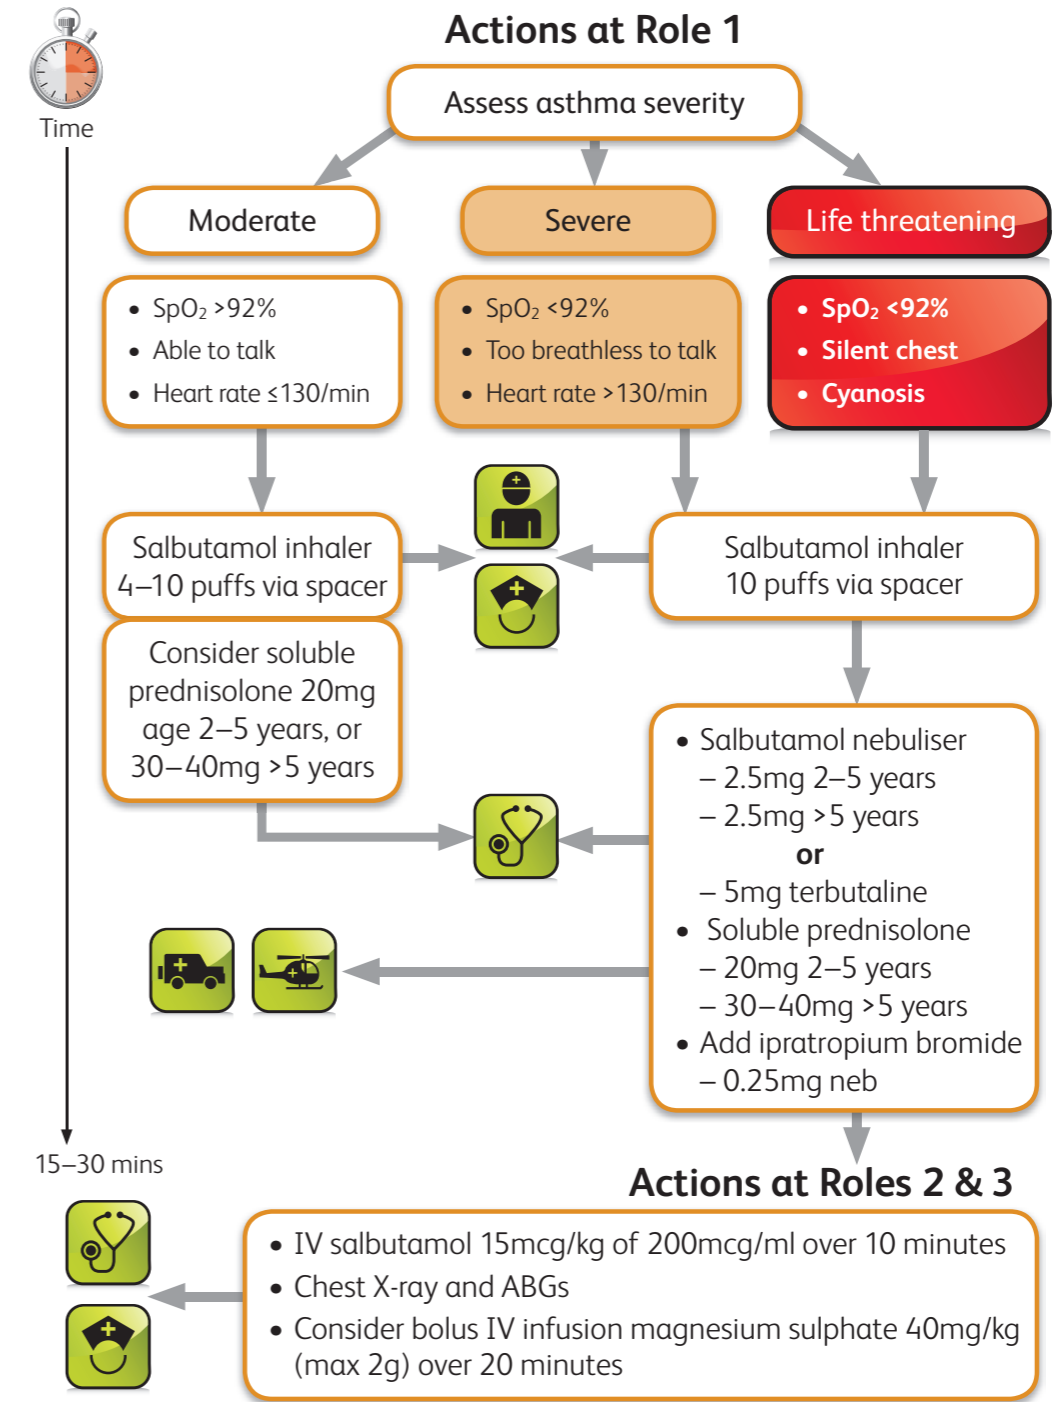 Actions at Role 1
Time
Assess asthma severity
Moderate
Severe
Life threatening
• SpO₂ >92%
• Able to talk
• Heart rate ≤130/min
• SpO₂ <92%
• Too breathless to talk
• Heart rate >130/min
• SpO₂ <92%
• Silent chest
• Cyanosis
Salbutamol inhaler
4–10 puffs via spacer
Consider soluble
prednisolone 20mg
age 2–5 years, or
30–40mg >5 years
Salbutamol inhaler
10 puffs via spacer
• Salbutamol nebuliser
– 2.5mg 2–5 years
– 2.5mg >5 years
or
– 5mg terbutaline
• Soluble prednisolone
– 20mg 2–5 years
– 30–40mg >5 years
• Add ipratropium bromide
– 0.25mg neb
15–30 mins
Actions at Roles 2 & 3
• IV salbutamol 15mcg/kg of 200mcg/ml over 10 minutes
• Chest X-ray and ABGs
• Consider bolus IV infusion magnesium sulphate 40mg/kg
(max 2g) over 20 minutes